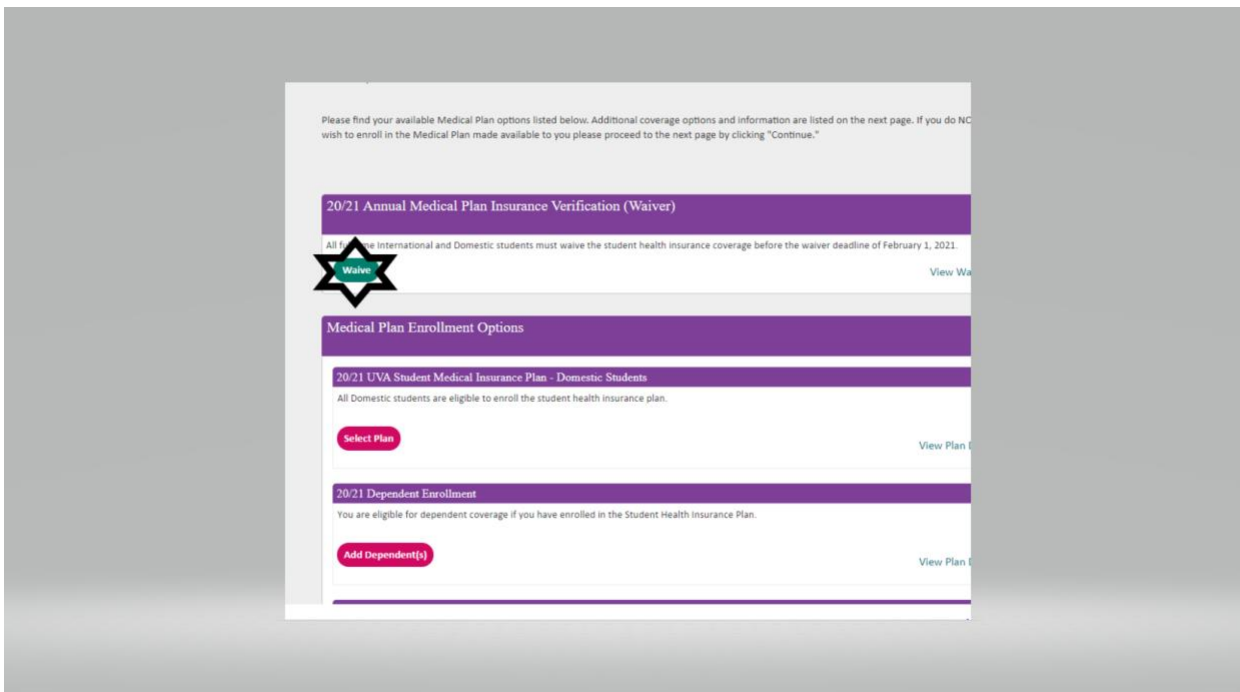 Please find your available Medical Plan options listed below. Additional coverage options and information are listed on the next page. If you do
wish to enroll in the Medical Plan made available to you please proceed to the next page by clicking "Continue."
20/21 Annual Medical Plan Insurance Verification (Waiver)
All International and Domestic students must waive the student health insurance coverage before the waiver deadline of February 1, 2021.
Waive
View
Medical Plan Enrollment Options
20/21 UVA Student Medical Insurance Plan - Domestic Students
All Domestic students are eligible to enroll the student health insurance plan.
Select Plan
View Plan
20/21 Dependent Enrollment
You are eligible for dependent coverage if you have enrolled in the Student Health Insurance Plan.
Add Dependent(s)
View Plan